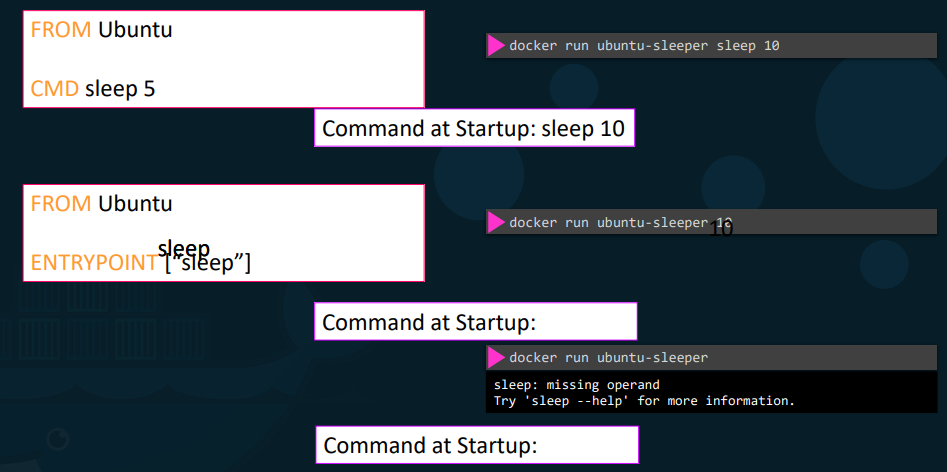 FROM Ubuntu
CMD sleep 5
docker run ubuntu-sleeper sleep 10
Command at Startup: sleep 10
FROM Ubuntu
sleep
ENTRYPOINT ["sleep"]
docker run ubuntu-sleeper 10
10
Command at Startup:
docker run ubuntu-sleeper
sleep: missing operand
Try 'sleep --help' for more information.
Command at Startup: